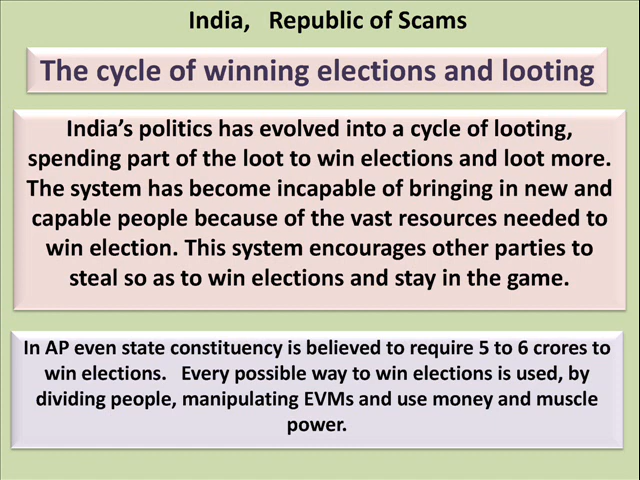 India,   Republic of Scams
The cycle of winning elections and looting
India’s politics has evolved into a cycle of looting,
spending part of the loot to win elections and loot more.
The system has become incapable of bringing in new and
capable people because of the vast resources needed to
win election. This system encourages other parties to
steal so as to win elections and stay in the game.
In AP even state constituency is believed to require 5 to 6 crores to
win elections.   Every possible way to win elections is used, by
dividing people, manipulating EVMs and use money and muscle
power.